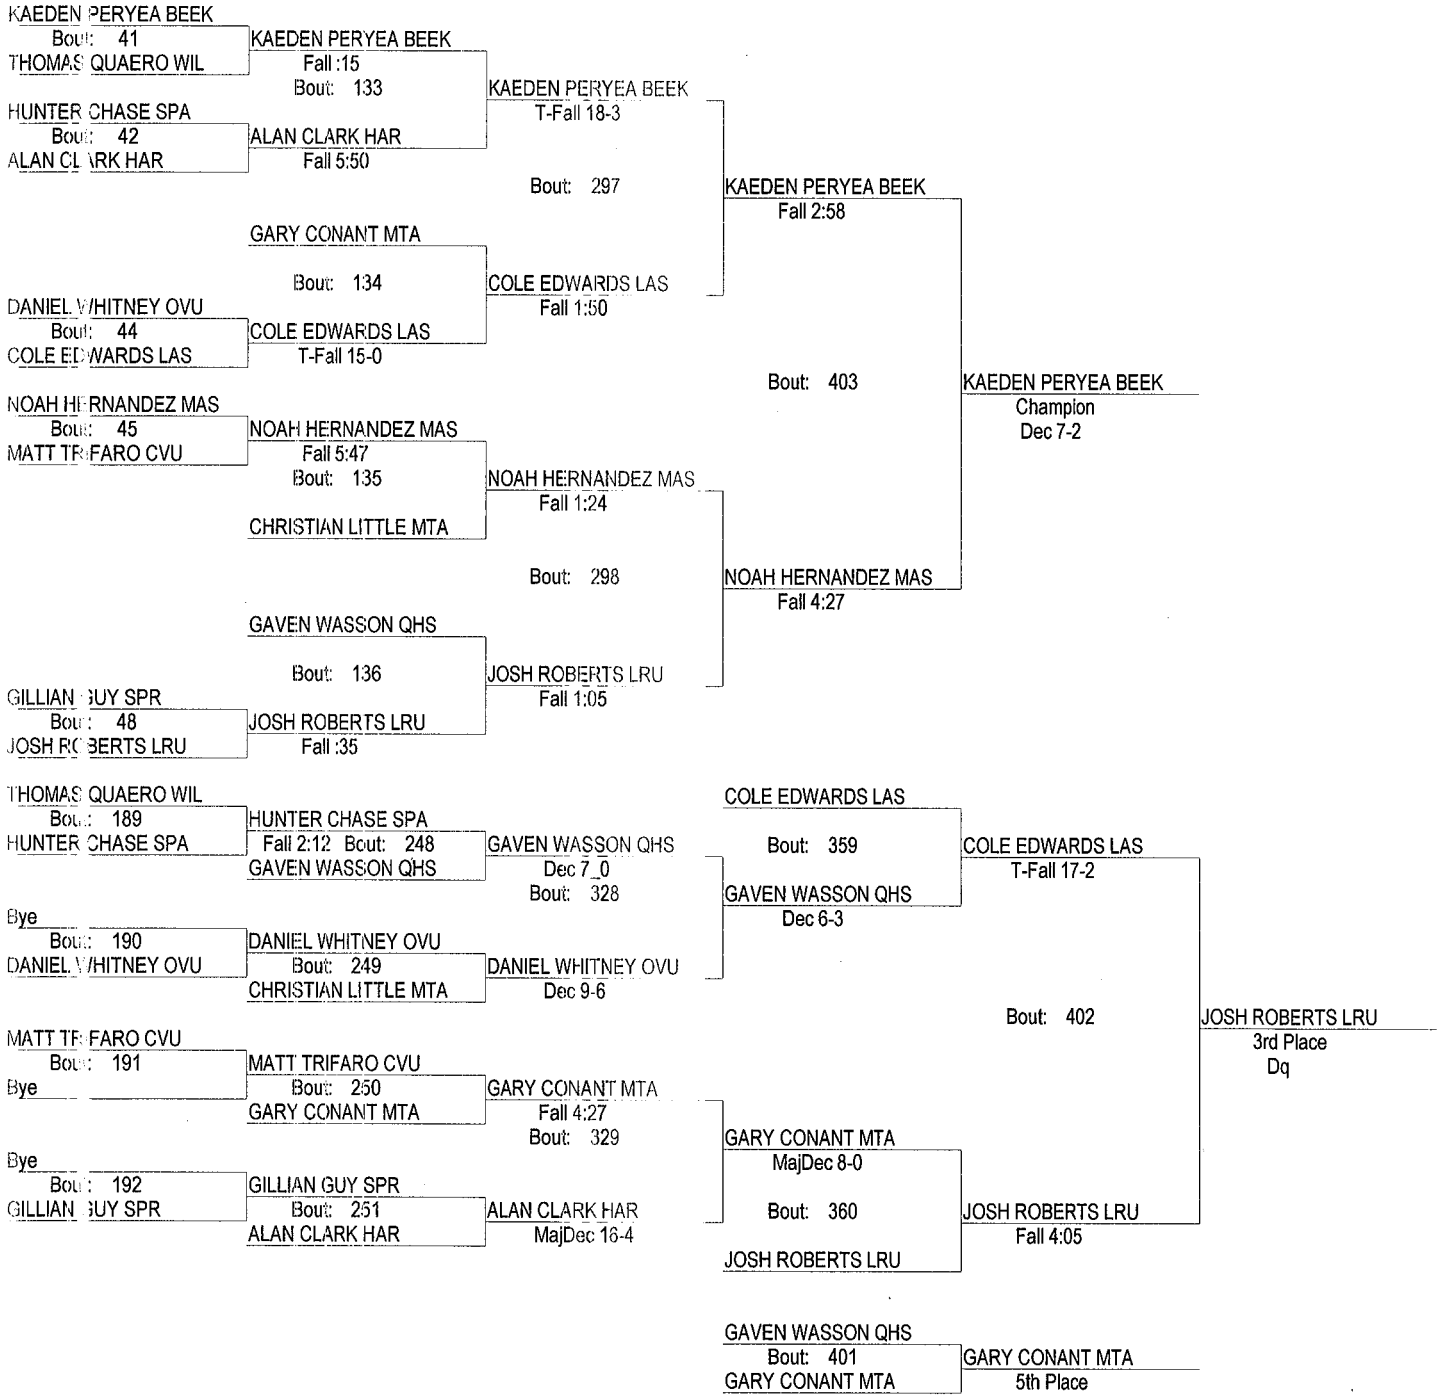 KAEDEN PERYEA BEEK
Bout: 41
THOMAS QUAERO WIL
KAEDEN PERYEA BEEK
Fall :15
Bout: 133
HUNTER CHASE SPA
Bout: 42
ALAN CLARK HAR
ALAN CLARK HAR
Fall 5:50
KAEDEN PERYEA BEEK
T-Fall 18-3
Bout: 297
GARY CONANT MTA
Bout: 134
DANIEL WHITNEY OVU
Bout: 44
COLE EDWARDS LAS
COLE EDWARDS LAS
T-Fall 15-0
COLE EDWARDS LAS
Fall 1:50
KAEDEN PERYEA BEEK
Fall 2:58
Bout: 403
KAEDEN PERYEA BEEK
Champion
Dec 7-2
NOAH HERNANDEZ MAS
Bout: 45
MATT TRIFARO CVU
NOAH HERNANDEZ MAS
Fall 5:47
Bout: 135
CHRISTIAN LITTLE MTA
NOAH HERNANDEZ MAS
Fall 1:24
Bout: 298
NOAH HERNANDEZ MAS
Fall 4:27
GAVEN WASSON QHS
Bout: 136
GILLIAN GUY SPR
Bout: 48
JOSH ROBERTS LRU
JOSH ROBERTS LRU
Fall :35
JOSH ROBERTS LRU
Fall 1:05
THOMAS QUAERO WIL
Bout: 189
HUNTER CHASE SPA
HUNTER CHASE SPA
Fall 2:12 Bout: 248
GAVEN WASSON QHS
GAVEN WASSON QHS
Dec 7_0
Bout: 328
Bye
Bout: 190
DANIEL WHITNEY OVU
DANIEL WHITNEY OVU
Bout: 249
CHRISTIAN LITTLE MTA
DANIEL WHITNEY OVU
Dec 9-6
COLE EDWARDS LAS
Bout: 359
GAVEN WASSON QHS
Dec 6-3
COLE EDWARDS LAS
T-Fall 17-2
Bout: 402
JOSH ROBERTS LRU
3rd Place
Dq
MATT TRIFARO CVU
Bout: 191
Bye
MATT TRIFARO CVU
Bout: 250
GARY CONANT MTA
GARY CONANT MTA
Fall 4:27
Bout: 329
Bye
Bout: 192
GILLIAN GUY SPR
GILLIAN GUY SPR
Bout: 251
ALAN CLARK HAR
ALAN CLARK HAR
MajDec 16-4
GARY CONANT MTA
MajDec 8-0
Bout: 360
JOSH ROBERTS LRU
JOSH ROBERTS LRU
Fall 4:05
GAVEN WASSON QHS
Bout: 401
GARY CONANT MTA
GARY CONANT MTA
5th Place